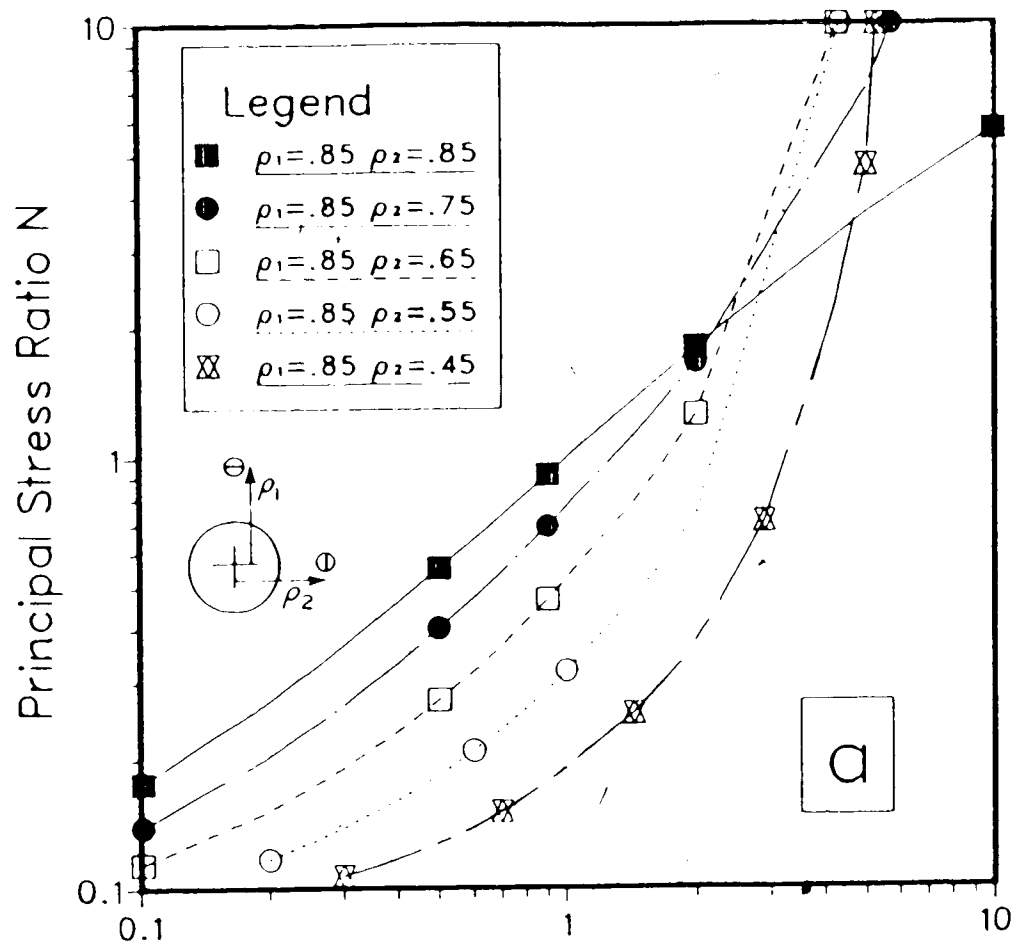 Principal Stress Ratio N
10
1
0.1
Legend
ρ₁=.85 ρ₂=.85
ρ₁=.85 ρ₂=.75
ρ₁=.85 ρ₂=.65
ρ₁=.85 ρ₂=.55
ρ₁=.85 ρ₂=.45
ρ₁
ρ₂
a
0.1 1 10